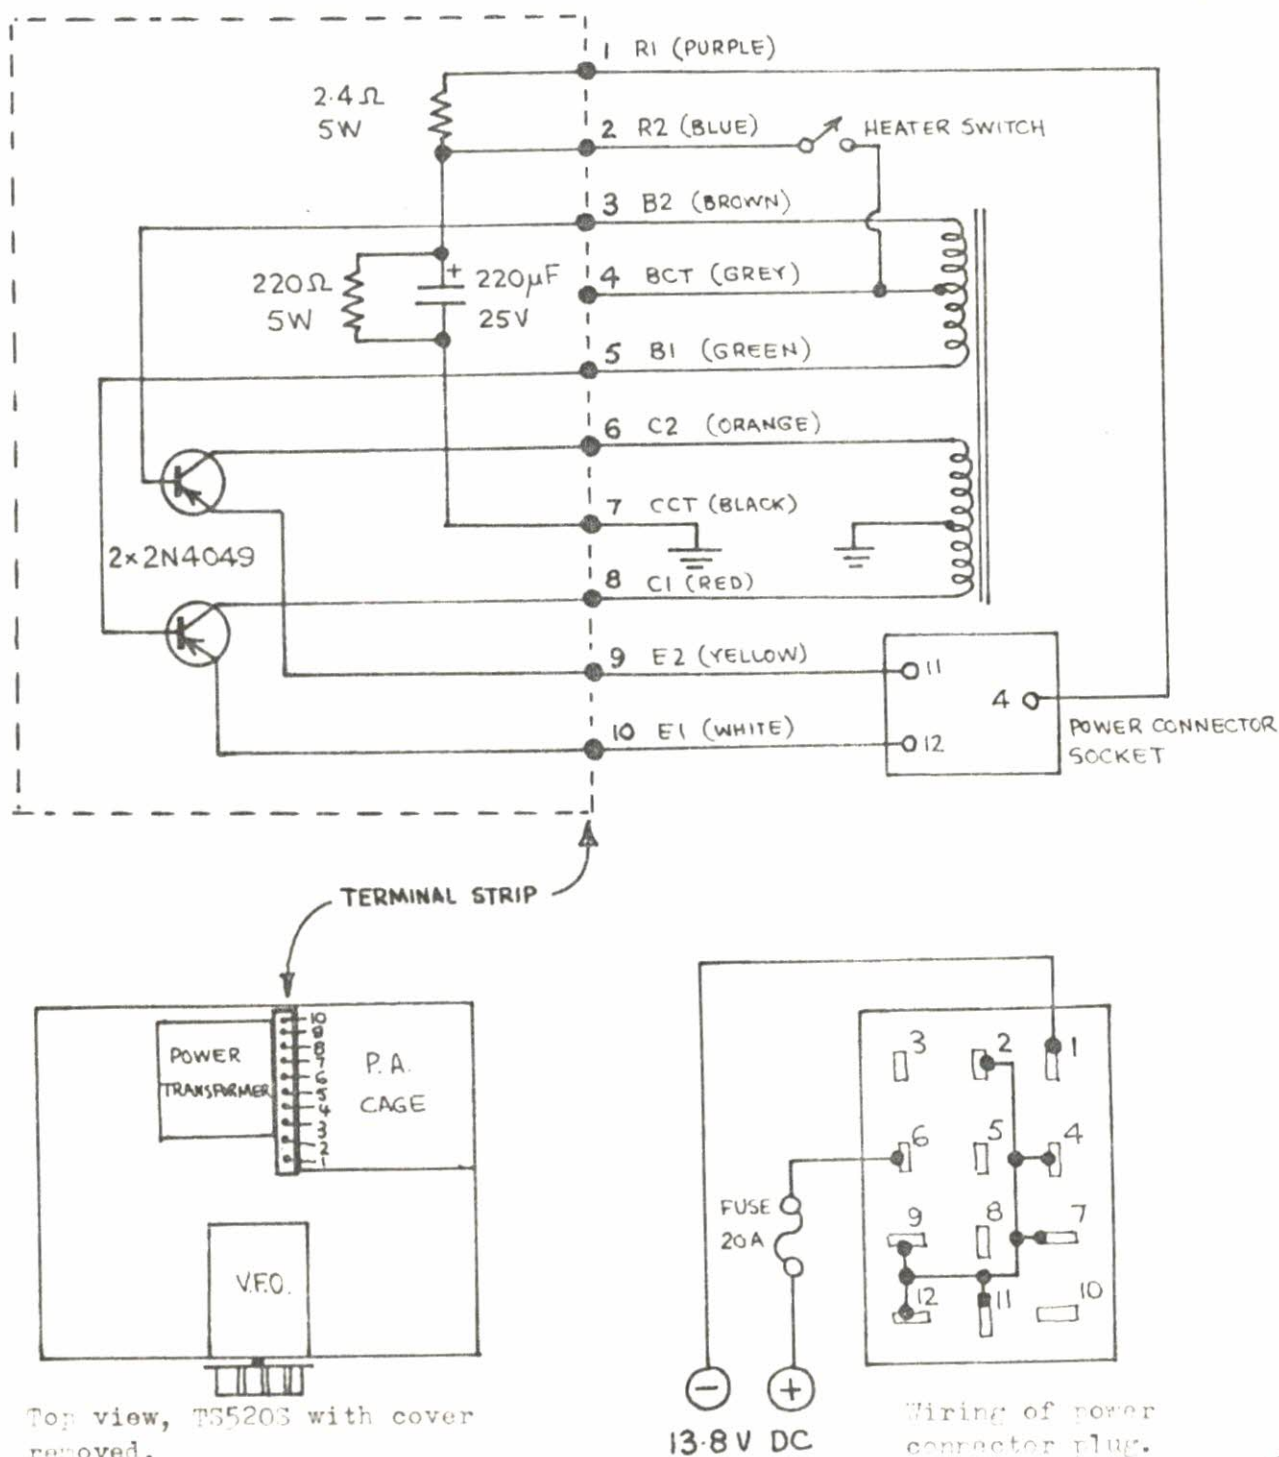 1 R1 (PURPLE)
2.4Ω
5W
2 R2 (BLUE)
HEATER SWITCH
3 B2 (BROWN)
220Ω
5W
+
220µF
25V
4 BCT (GREY)
5 B1 (GREEN)
6 C2 (ORANGE)
7 CCT (BLACK)
2×2N4049
8 C1 (RED)
9 E2 (YELLOW)
11
4
10 E1 (WHITE)
12
POWER CONNECTOR
SOCKET
TERMINAL STRIP
10
9
8
7
6
5
4
3
2
1
POWER
TRANSFORMER
P.A.
CAGE
V.F.O.
Top view, TS520S with cover
removed.
3 2 1
6 5 4
9 8 7
12 11 10
FUSE
20A
− +
13.8V DC
Wiring of power
connector plug.